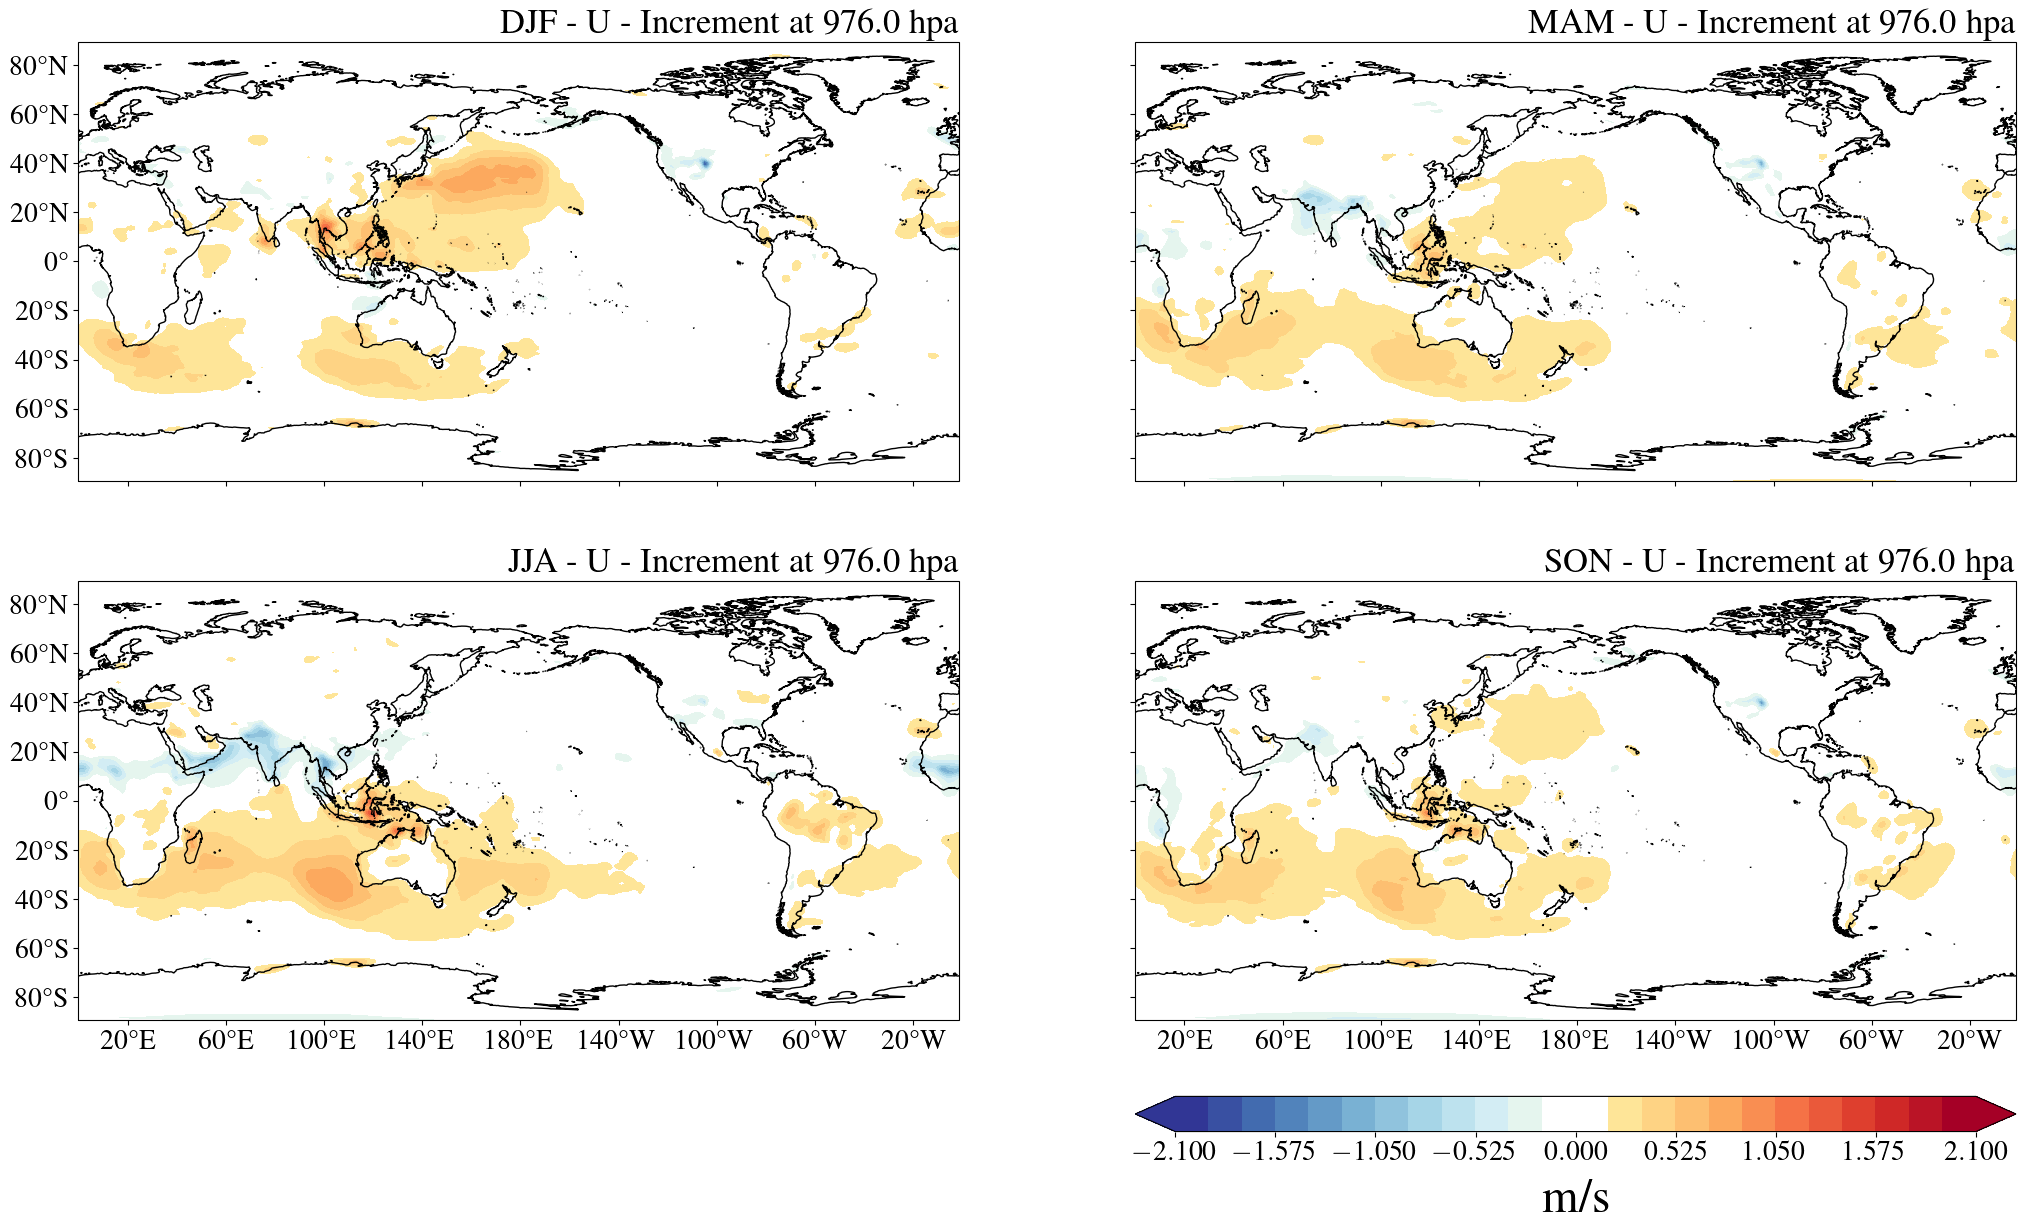 DJF - U - Increment at 976.0 hpa
MAM - U - Increment at 976.0 hpa
80°N
60°N
40°N
20°N
0°
20°S
40°S
60°S
80°S
JJA - U - Increment at 976.0 hpa
SON - U - Increment at 976.0 hpa
80°N
60°N
40°N
20°N
0°
20°S
40°S
60°S
80°S
20°E 60°E 100°E 140°E 180°E 140°W 100°W 60°W 20°W
20°E 60°E 100°E 140°E 180°E 140°W 100°W 60°W 20°W
−2.100 −1.575 −1.050 −0.525 0.000 0.525 1.050 1.575 2.100
m/s